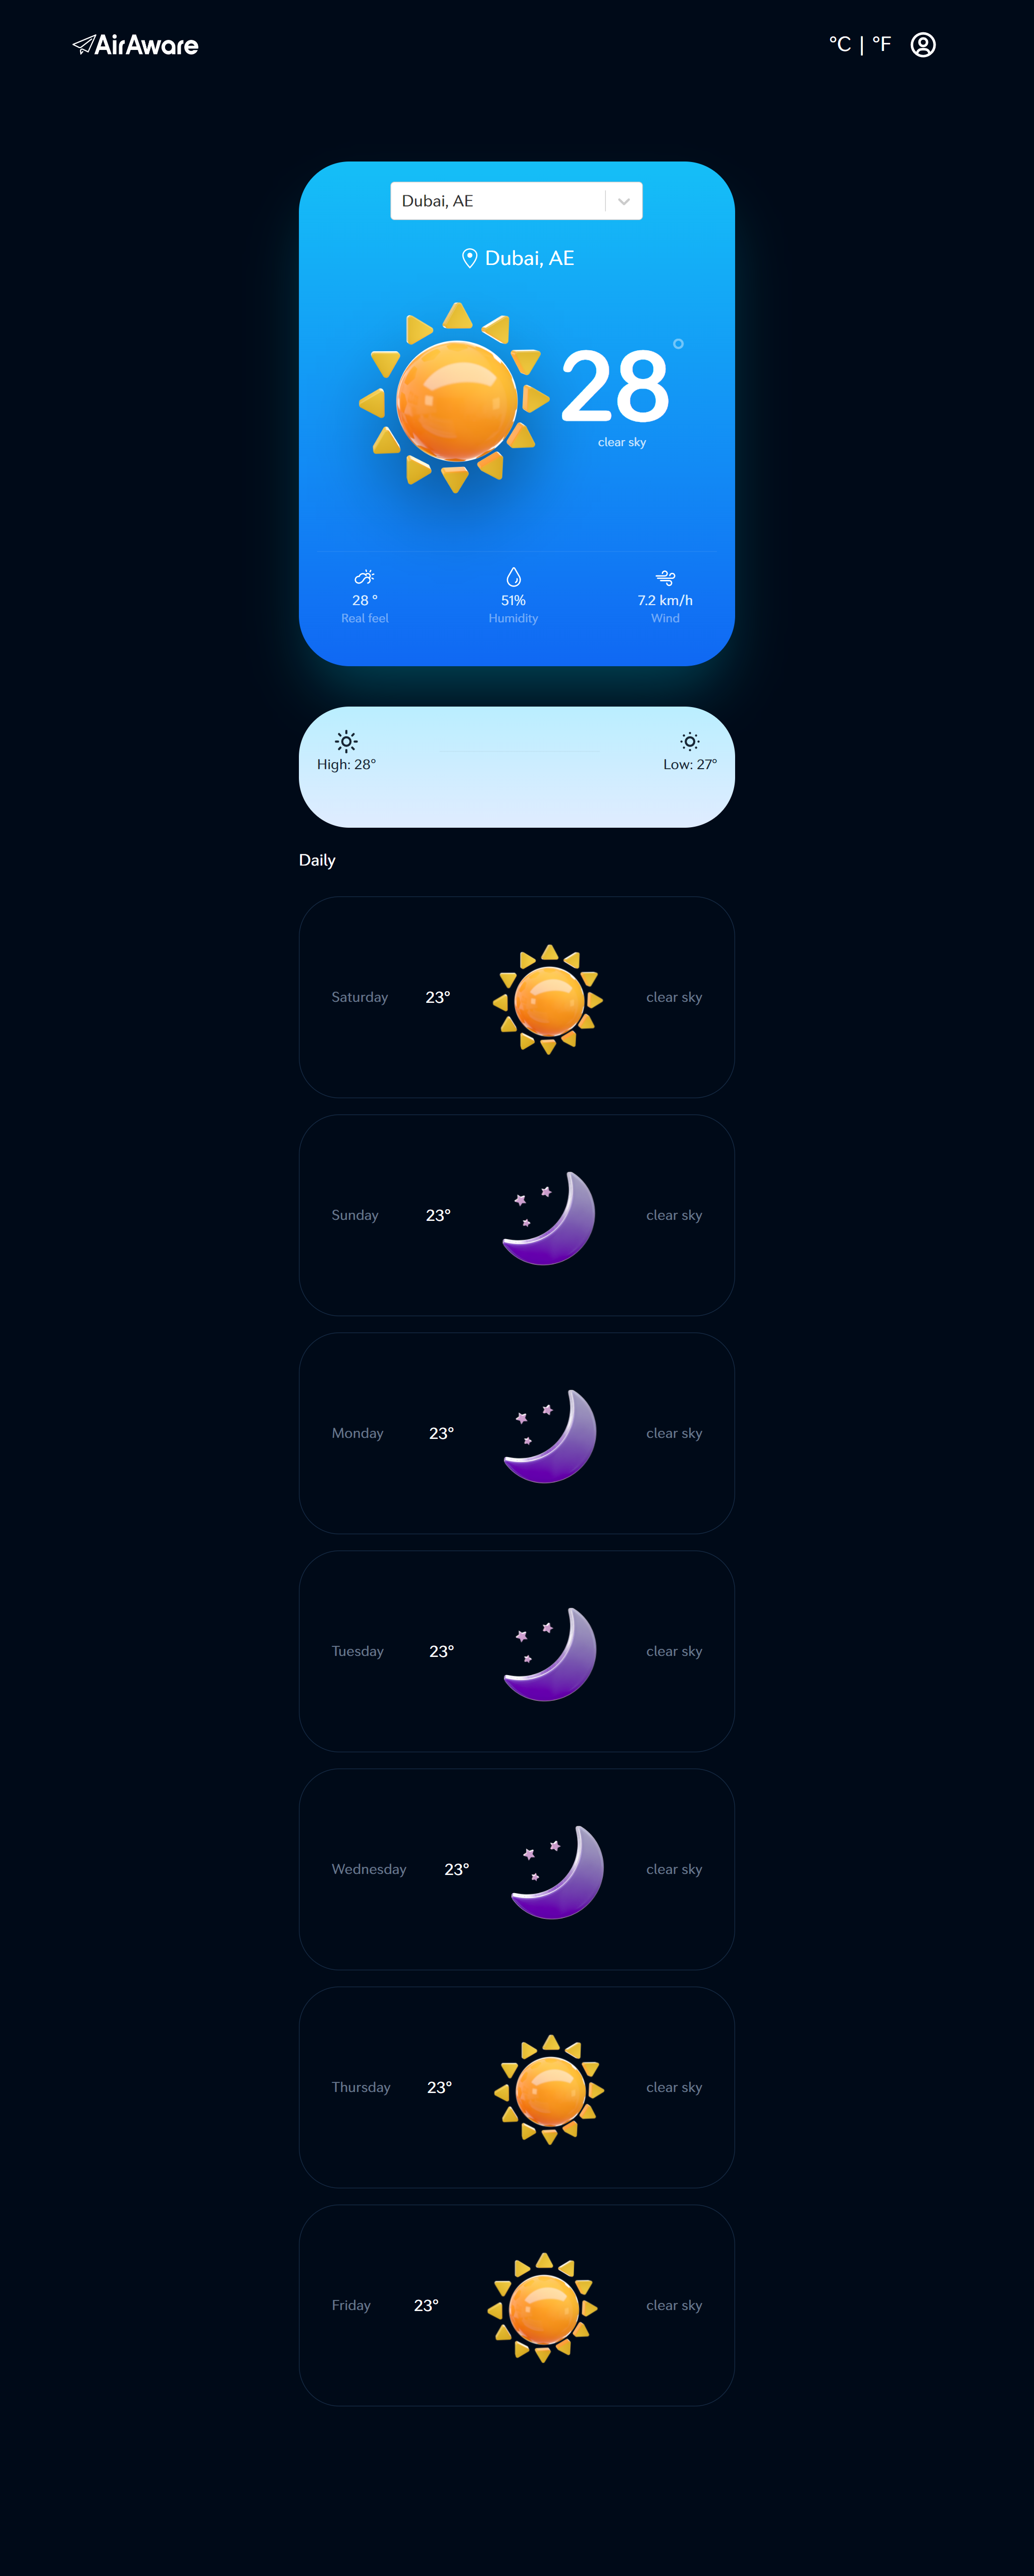 AirAware
°C | °F
Dubai, AE
Dubai, AE
28°
clear sky
28 ° 51% 7.2 km/h
Real feel Humidity Wind
High: 28° Low: 27°
Daily
Saturday 23° clear sky
Sunday 23° clear sky
Monday 23° clear sky
Tuesday 23° clear sky
Wednesday 23° clear sky
Thursday 23° clear sky
Friday 23° clear sky